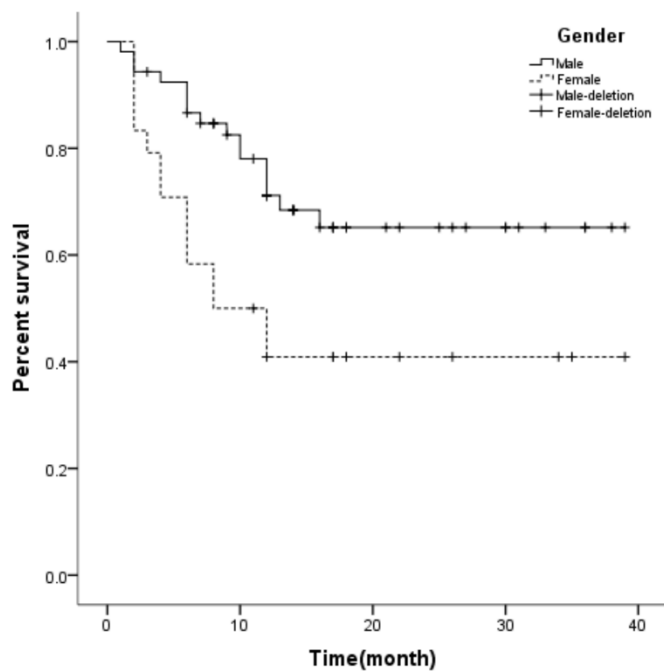 Gender
Male
Female
Male-deletion
Female-deletion
1.0
0.8
0.6
0.4
0.2
0.0
Percent survival
0 10 20 30 40
Time(month)